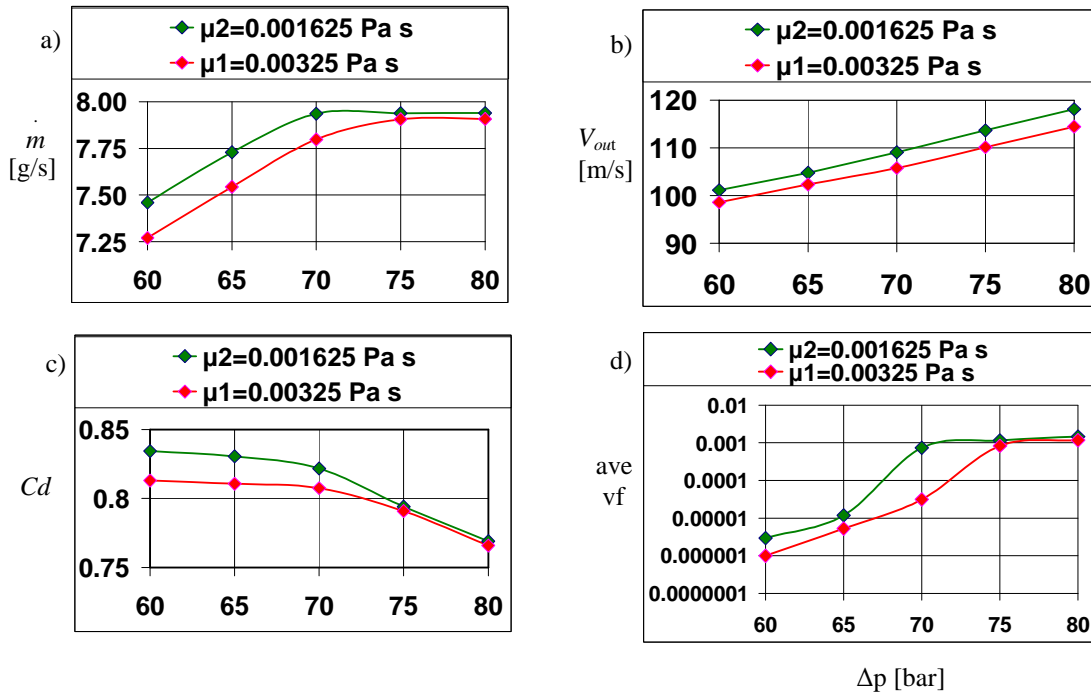 a)
μ2=0.001625 Pa s
μ1=0.00325 Pa s
ṁ
[g/s]
8.00
7.75
7.50
7.25
60 65 70 75 80
b)
μ2=0.001625 Pa s
μ1=0.00325 Pa s
Vout
[m/s]
120
110
100
90
60 65 70 75 80
c)
μ2=0.001625 Pa s
μ1=0.00325 Pa s
Cd
0.85
0.8
0.75
60 65 70 75 80
d)
μ2=0.001625 Pa s
μ1=0.00325 Pa s
ave
vf
0.01
0.001
0.0001
0.00001
0.000001
0.0000001
60 65 70 75 80
Δp [bar]